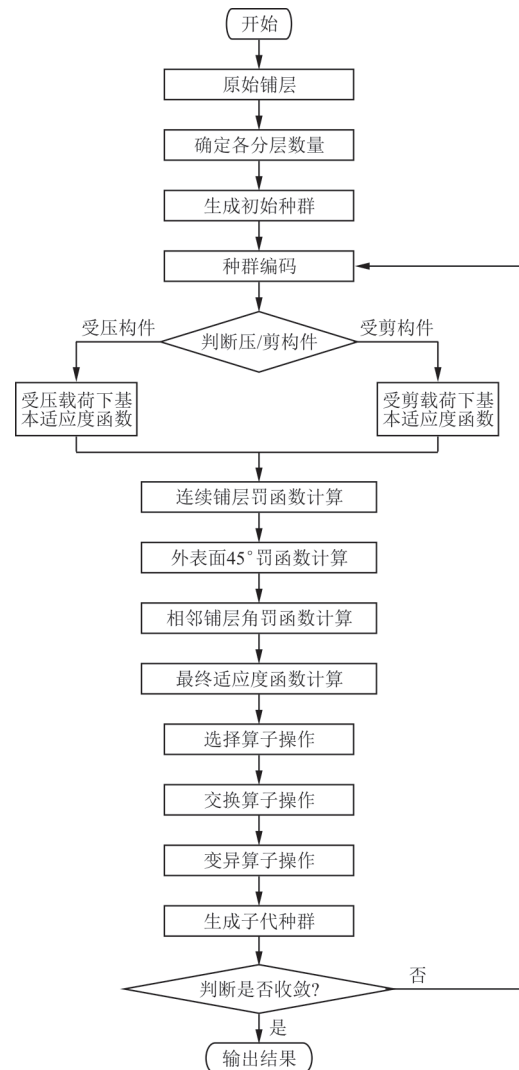 开始
原始铺层
确定各分层数量
生成初始种群
种群编码
受压构件
判断压/剪构件
受剪构件
受压载荷下基
本适应度函数
受剪载荷下基
本适应度函数
连续铺层罚函数计算
外表面45°罚函数计算
相邻铺层角罚函数计算
最终适应度函数计算
选择算子操作
交换算子操作
变异算子操作
生成子代种群
判断是否收敛?
否
是
输出结果